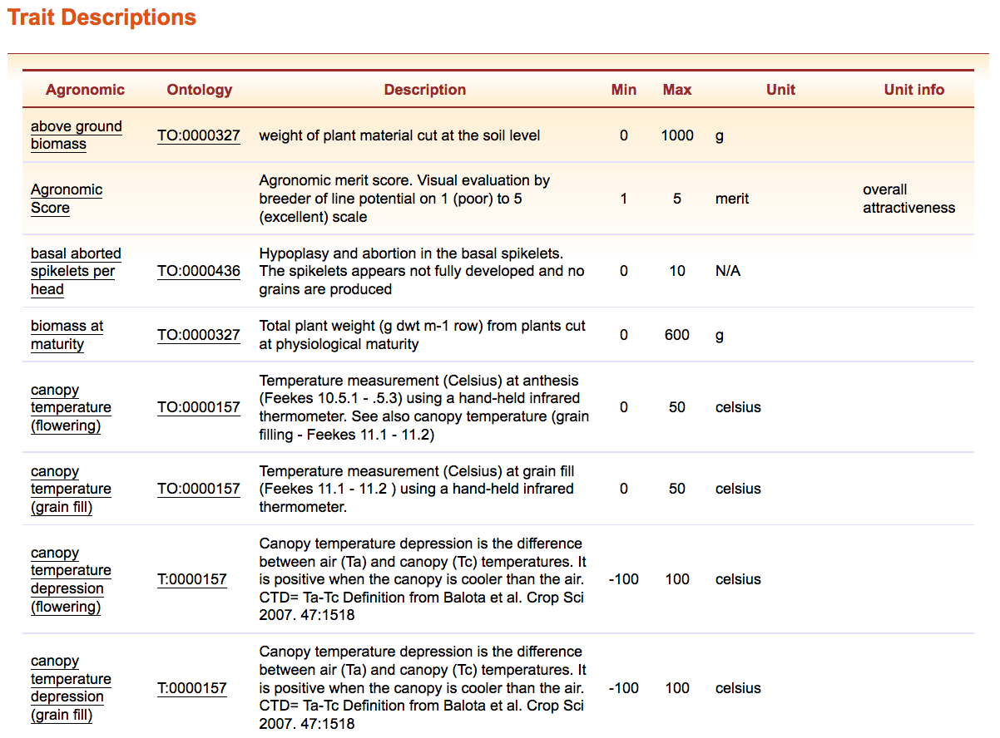 Trait Descriptions
Agronomic Ontology Description Min Max Unit Unit info
above ground
biomass
TO:0000327
weight of plant material cut at the soil level
0 1000 g
Agronomic
Score
Agronomic merit score. Visual evaluation by
breeder of line potential on 1 (poor) to 5
(excellent) scale
1 5 merit
overall
attractiveness
basal aborted
spikelets per
head
TO:0000436
Hypoplasy and abortion in the basal spikelets.
The spikelets appears not fully developed and no
grains are produced
0 10 N/A
biomass at
maturity
TO:0000327
Total plant weight (g dwt m-1 row) from plants cut
at physiological maturity
0 600 g
canopy
temperature
(flowering)
TO:0000157
Temperature measurement (Celsius) at anthesis
(Feekes 10.5.1 - .5.3) using a hand-held infrared
thermometer. See also canopy temperature (grain
filling - Feekes 11.1 - 11.2)
0 50 celsius
canopy
temperature
(grain fill)
TO:0000157
Temperature measurement (Celsius) at grain fill
(Feekes 11.1 - 11.2 ) using a hand-held infrared
thermometer.
0 50 celsius
canopy
temperature
depression
(flowering)
T:0000157
Canopy temperature depression is the difference
between air (Ta) and canopy (Tc) temperatures. It
is positive when the canopy is cooler than the air.
CTD= Ta-Tc Definition from Balota et al. Crop Sci
2007. 47:1518
-100 100 celsius
canopy
temperature
depression
(grain fill)
T:0000157
Canopy temperature depression is the difference
between air (Ta) and canopy (Tc) temperatures. It
is positive when the canopy is cooler than the air.
CTD= Ta-Tc Definition from Balota et al. Crop Sci
2007. 47:1518
-100 100 celsius